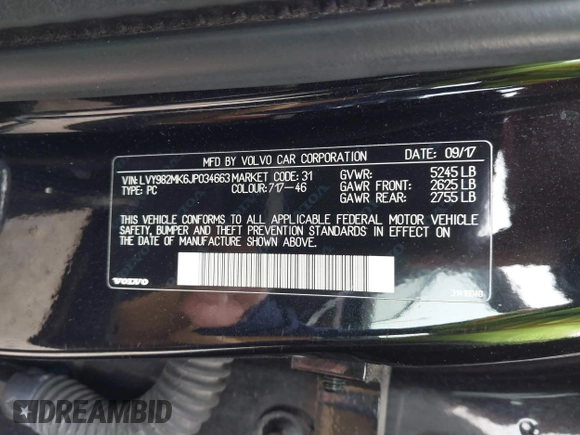 MFD BY VOLVO CAR CORPORATION DATE: 09/17
VIN:LVY982MK6JP034663 MARKET CODE: 31 GVWR: 5245 LB
TYPE: PC COLOUR:717-46 GAWR FRONT: 2625 LB
GAWR REAR: 2755 LB
THIS VEHICLE CONFORMS TO ALL APPLICABLE FEDERAL MOTOR VEHICLE
SAFETY, BUMPER AND THEFT PREVENTION STANDARDS IN EFFECT ON
THE DATE OF MANUFACTURE SHOWN ABOVE.
VOLVO
DREAMBID